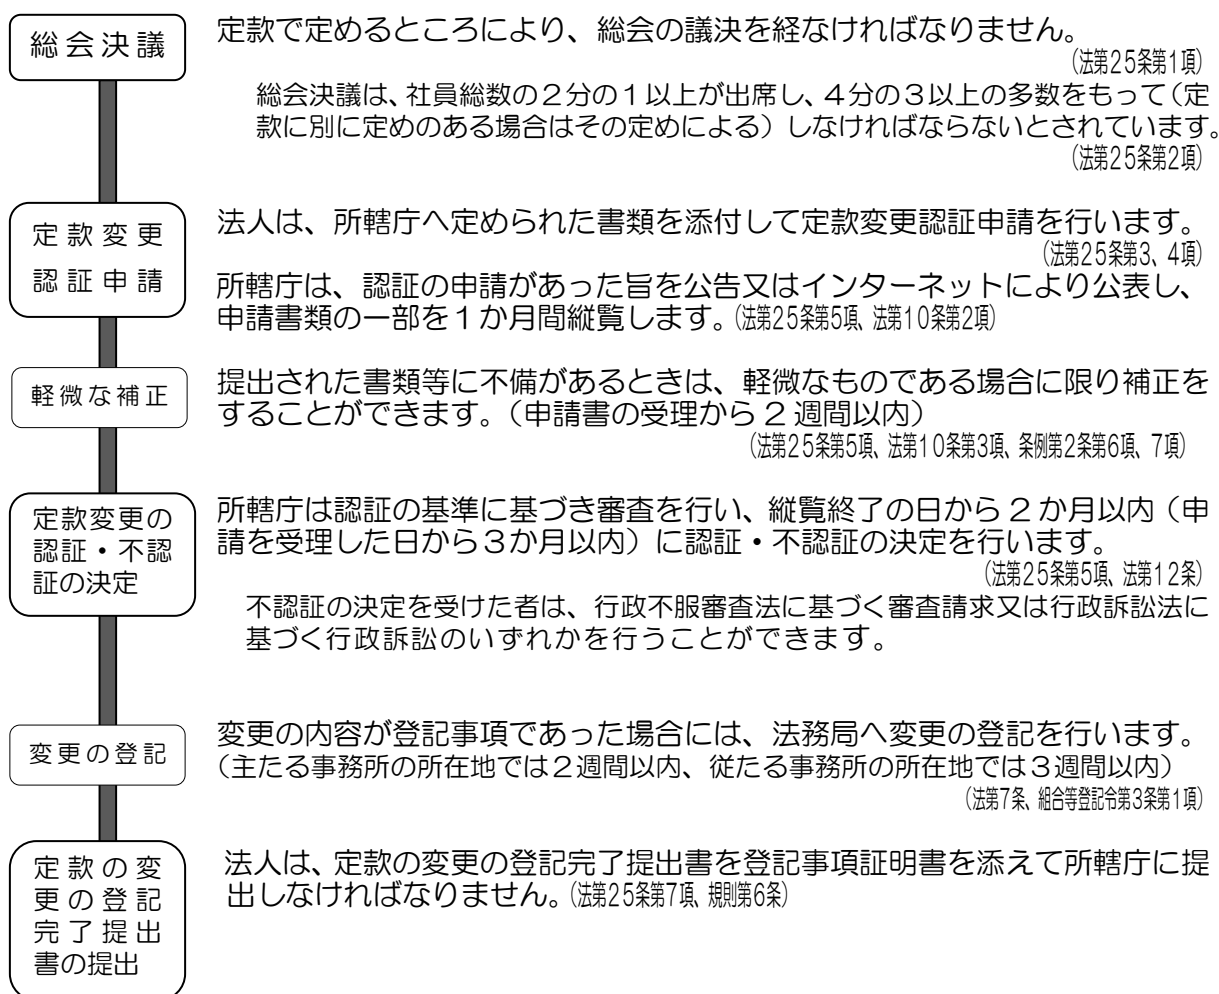 総会決議
定款で定めるところにより、総会の議決を経なければなりません。
(法第25条第1項)
総会決議は、社員総数の2分の1以上が出席し、4分の3以上の多数をもって(定
款に別に定めのある場合はその定めによる)しなければならないとされています。
(法第25条第2項)
定款変更
認証申請
法人は、所轄庁へ定められた書類を添付して定款変更認証申請を行います。
(法第25条第3、4項)
所轄庁は、認証の申請があった旨を公告又はインターネットにより公表し、
申請書類の一部を1か月間縦覧します。(法第25条第5項、法第10条第2項)
軽微な補正
提出された書類等に不備があるときは、軽微なものである場合に限り補正を
することができます。(申請書の受理から2週間以内)
(法第25条第5項、法第10条第3項、条例第2条第6項、7項)
定款変更の
認証・不認
証の決定
所轄庁は認証の基準に基づき審査を行い、縦覧終了の日から2か月以内(申
請を受理した日から3か月以内)に認証・不認証の決定を行います。
(法第25条第5項、法第12条)
不認証の決定を受けた者は、行政不服審査法に基づく審査請求又は行政訴訟法に
基づく行政訴訟のいずれかを行うことができます。
変更の登記
変更の内容が登記事項であった場合には、法務局へ変更の登記を行います。
(主たる事務所の所在地では2週間以内、従たる事務所の所在地では3週間以内)
(法第7条、組合等登記令第3条第1項)
定款の変
更の登記
完了提出
書の提出
法人は、定款の変更の登記完了提出書を登記事項証明書を添えて所轄庁に提
出しなければなりません。(法第25条第7項、規則第6条)